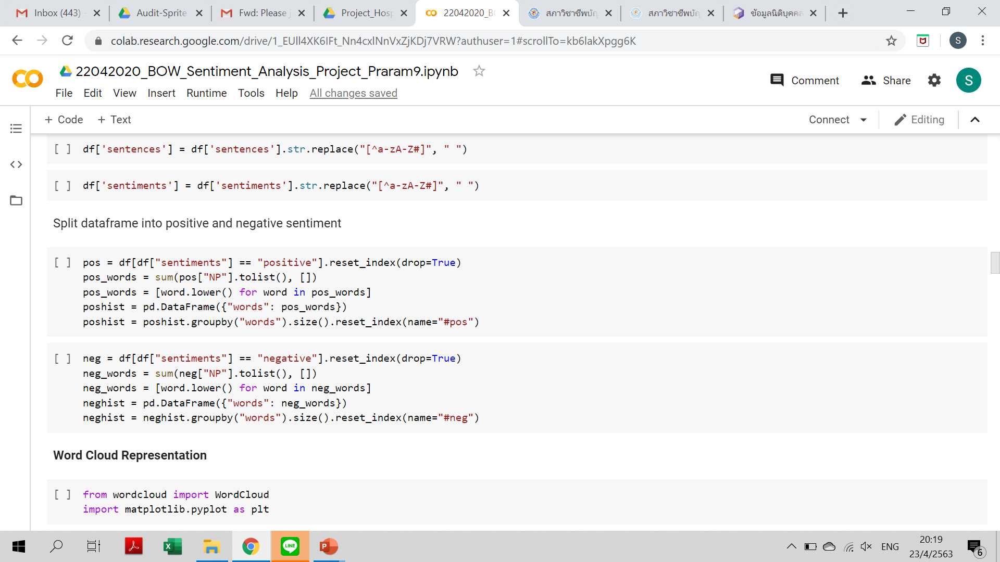 Inbox (443) -
Audit-Sprite
Fwd: Please j
Project_Hosp
22042020_BO
สภาวิชาชีพบัญ
สภาวิชาชีพบัญ
ข้อมูลนิติบุคคล
colab.research.google.com/drive/1_EUll4XK6IFt_Nn4cxlNnVxZjKDj7VRW?authuser=1#scrollTo=kb6lakXpgg6K
S
22042020_BOW_Sentiment_Analysis_Project_Praram9.ipynb
Comment
Share
S
File Edit View Insert Runtime Tools Help All changes saved
+ Code + Text
Connect
Editing
[ ] df['sentences'] = df['sentences'].str.replace("[^a-zA-Z#]", " ")
[ ] df['sentiments'] = df['sentiments'].str.replace("[^a-zA-Z#]", " ")
Split dataframe into positive and negative sentiment
[ ] pos = df[df["sentiments"] == "positive"].reset_index(drop=True)
pos_words = sum(pos["NP"].tolist(), [])
pos_words = [word.lower() for word in pos_words]
poshist = pd.DataFrame({"words": pos_words})
poshist = poshist.groupby("words").size().reset_index(name="#pos")
[ ] neg = df[df["sentiments"] == "negative"].reset_index(drop=True)
neg_words = sum(neg["NP"].tolist(), [])
neg_words = [word.lower() for word in neg_words]
neghist = pd.DataFrame({"words": neg_words})
neghist = neghist.groupby("words").size().reset_index(name="#neg")
Word Cloud Representation
[ ] from wordcloud import WordCloud
import matplotlib.pyplot as plt
LINE
ENG
20:19
23/4/2563
6